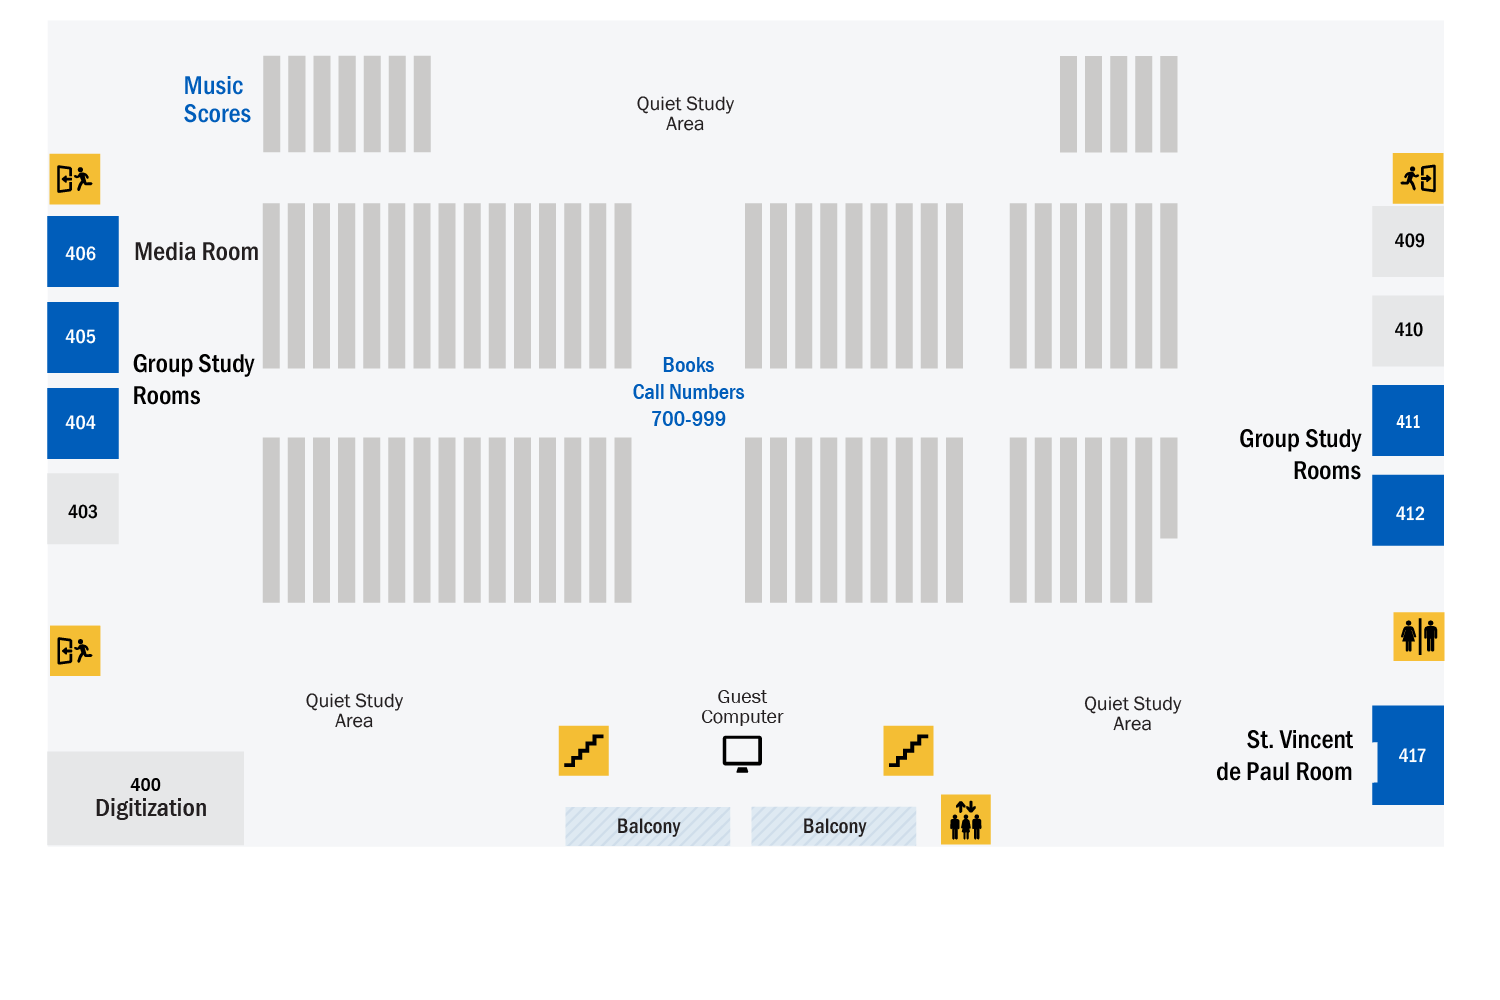 Music
Scores
Quiet Study
Area
406
Media Room
405
Group Study
Rooms
404
403
Books
Call Numbers
700-999
409
410
411
Group Study
Rooms
412
Quiet Study
Area
Guest
Computer
Quiet Study
Area
St. Vincent
de Paul Room
417
400
Digitization
Balcony
Balcony